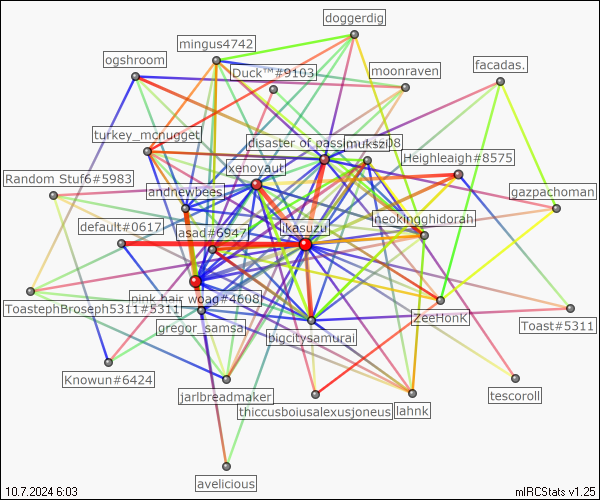 doggerdig
mingus4742
ogshroom
facadas.
Duck™#9103
moonraven
turkey_mcnugget
disaster of pass
mukszi
08
Heighleaigh#8575
xenoyaut
Random Stuf6#5983
andnewbees
gazpachoman
neokingghidorah
default#0617
asad#6947
ikasuzu
pink hair woag#4608
ToastephBroseph5311#5311
ZeeHonK
gregor_samsa
Toast#5311
bigcitysamurai
Knowun#6424
jarlbreadmaker
tescoroll
thiccusboiusalexusjoneus
lahnk
avelicious
10.7.2024 6:03
mIRCStats v1.25